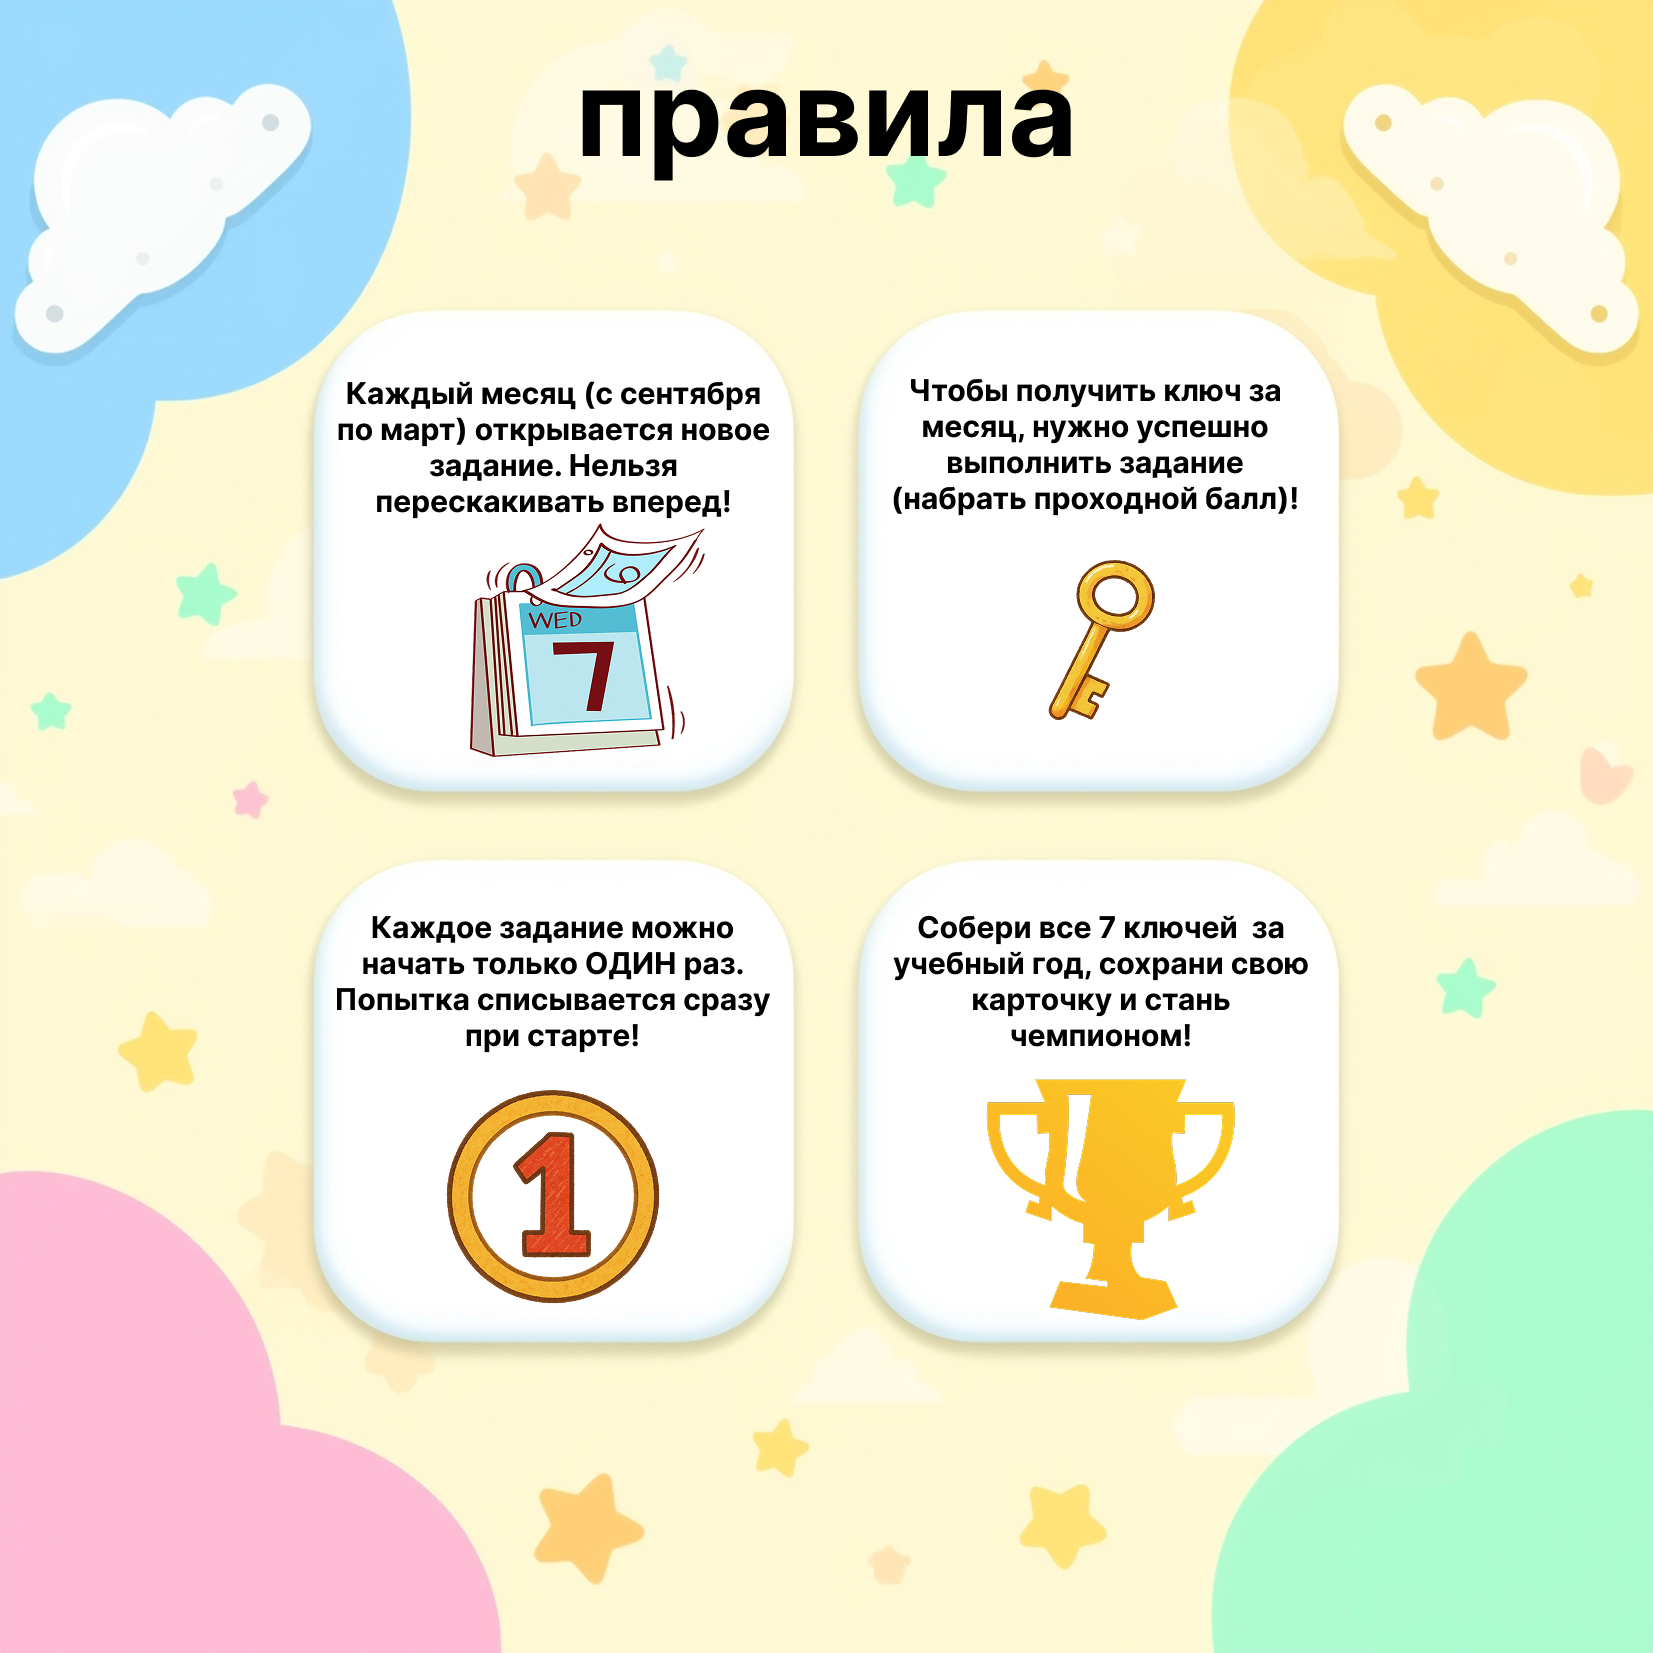 правила
Каждый месяц (с сентября
по март) открывается новое
задание. Нельзя
перескакивать вперед!
6
WED
7
Чтобы получить ключ за
месяц, нужно успешно
выполнить задание
(набрать проходной балл)!
Каждое задание можно
начать только ОДИН раз.
Попытка списывается сразу
при старте!
1
Собери все 7 ключей  за
учебный год, сохрани свою
карточку и стань
чемпионом!